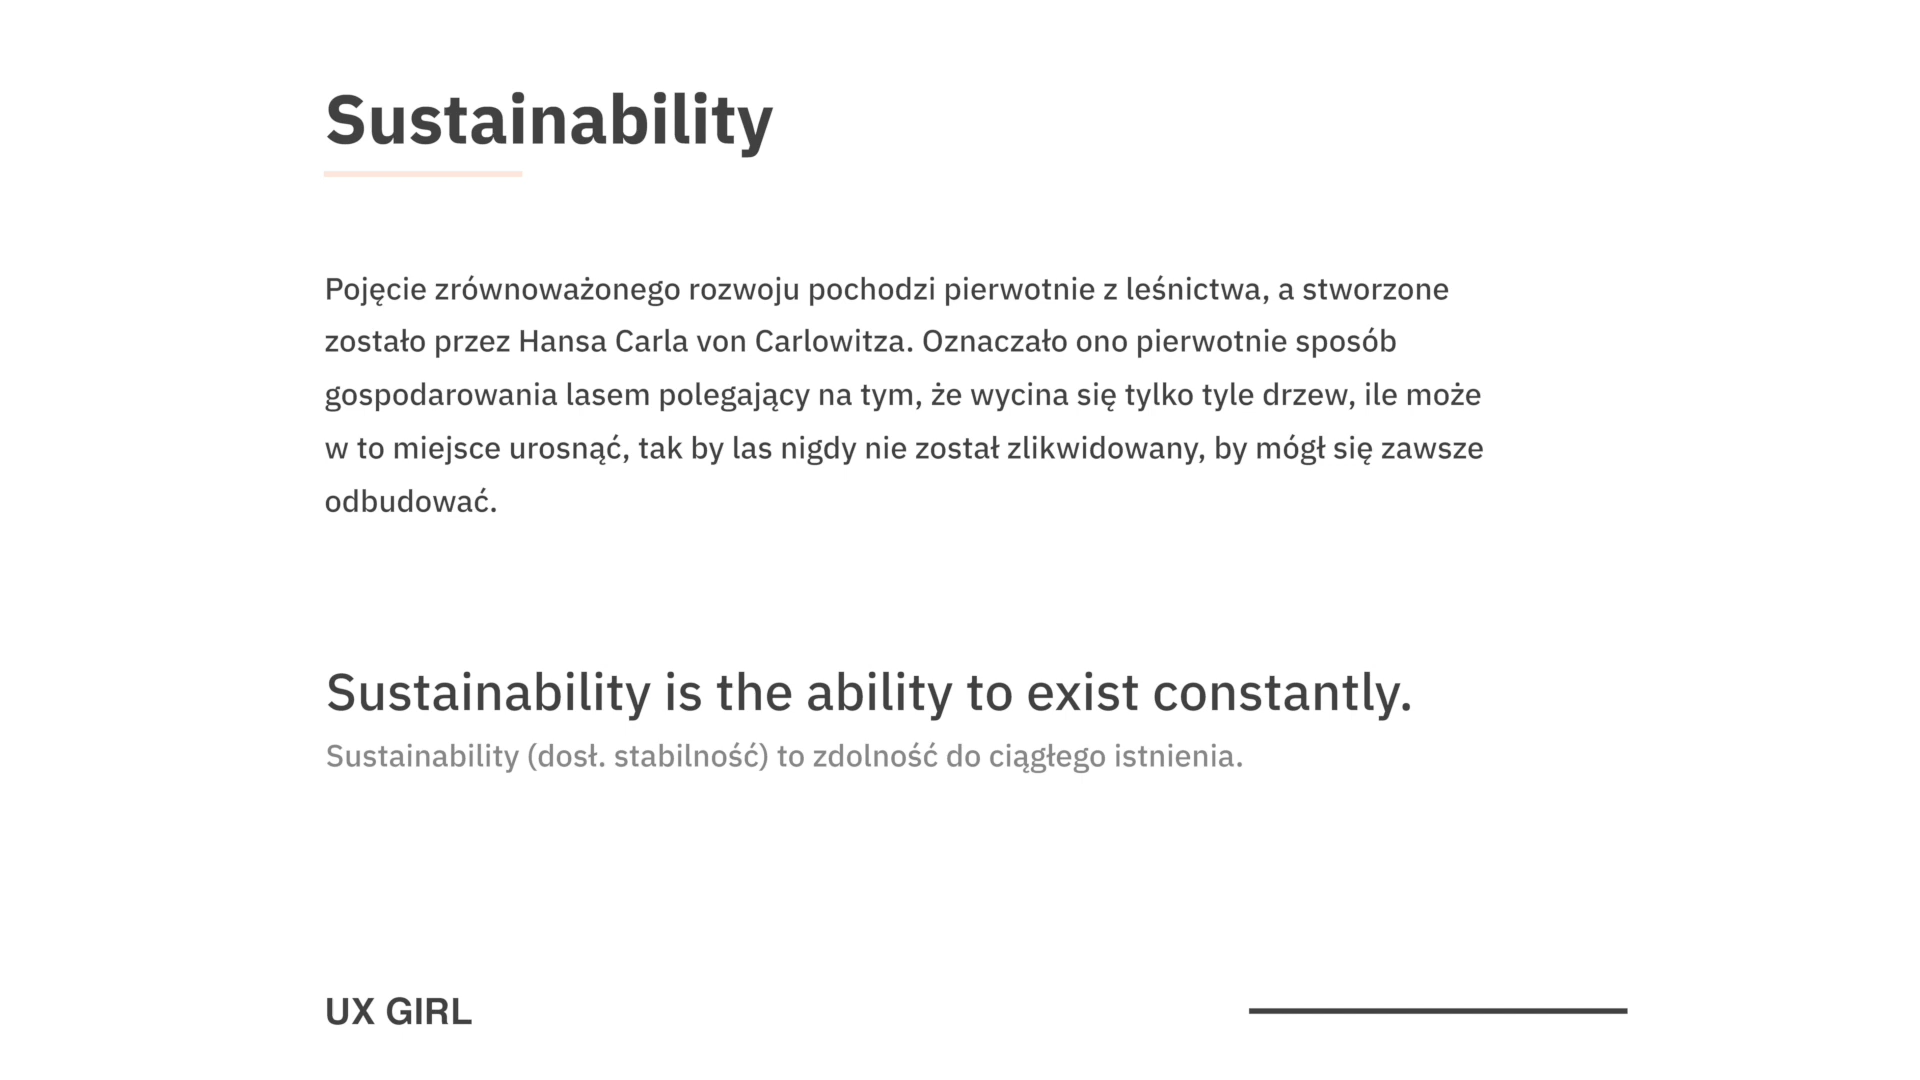 Sustainability
Pojęcie zrównoważonego rozwoju pochodzi pierwotnie z leśnictwa, a stworzone
zostało przez Hansa Carla von Carlowitza. Oznaczało ono pierwotnie sposób
gospodarowania lasem polegający na tym, że wycina się tylko tyle drzew, ile może
w to miejsce urosnąć, tak by las nigdy nie został zlikwidowany, by mógł się zawsze
odbudować.
Sustainability is the ability to exist constantly.
Sustainability (dosł. stabilność) to zdolność do ciągłego istnienia.
UX GIRL